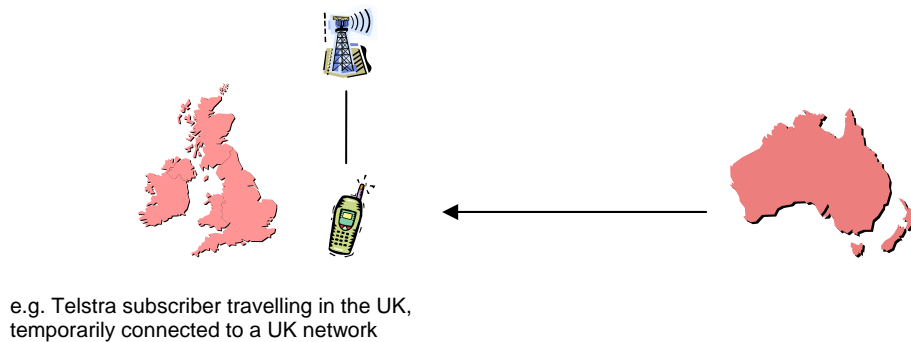 e.g. Telstra subscriber travelling in the UK,
temporarily connected to a UK network